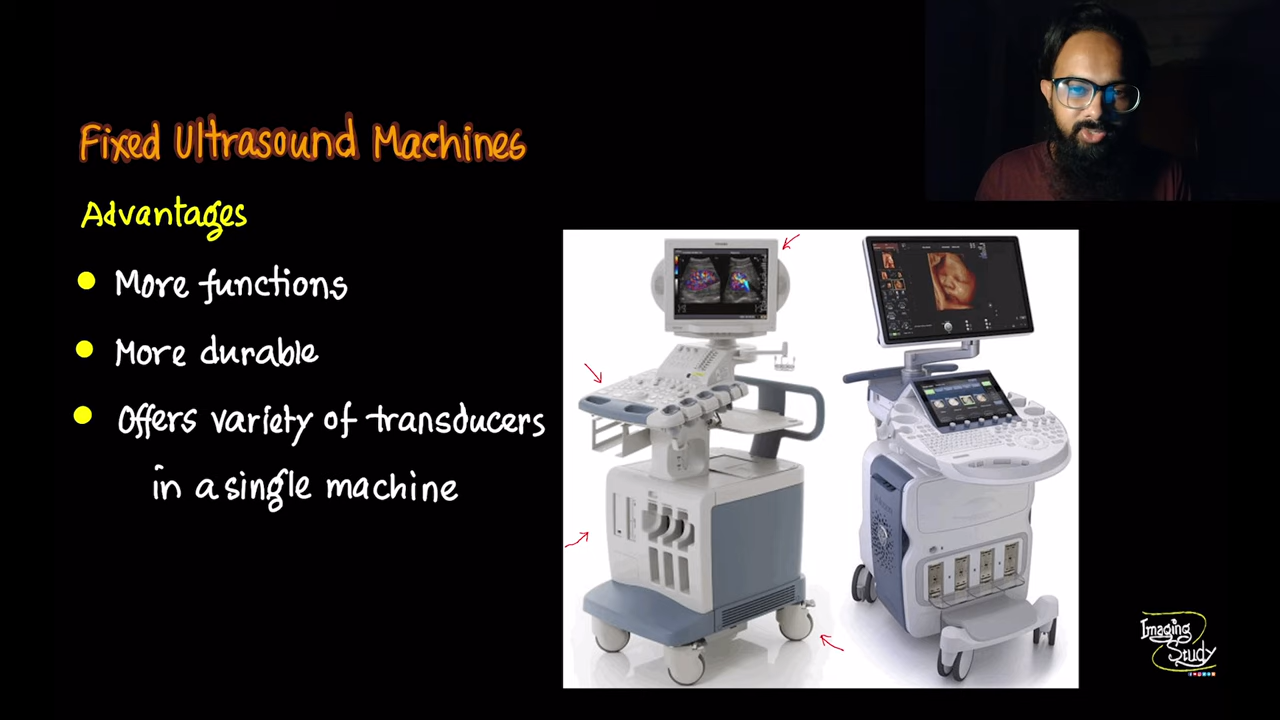 Fixed Ultrasound Machines
Advantages
More functions
More durable
Offers variety of transducers
in a single machine
Imaging
Study